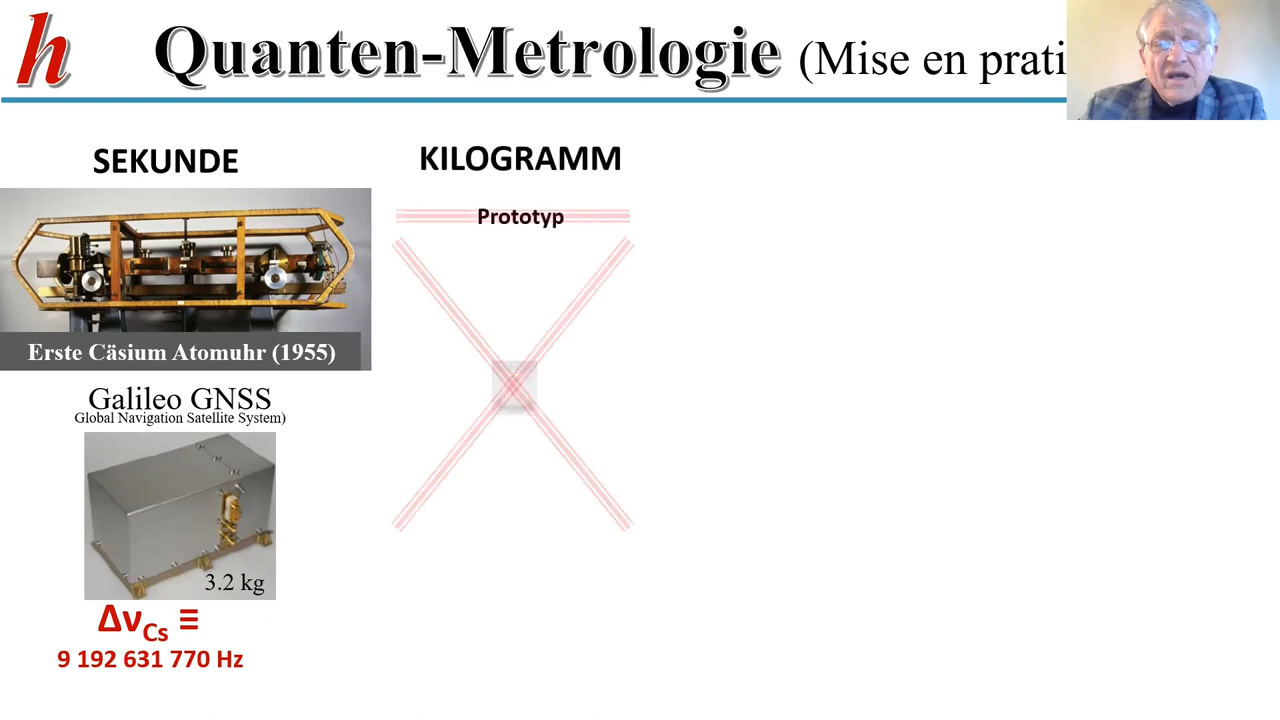 h
Quanten-Metrologie (Mise en prati
SEKUNDE
KILOGRAMM
Prototyp
Erste Cäsium Atomuhr (1955)
Galileo GNSS
Global Navigation Satellite System)
3.2 kg
ΔνCs ≡
9 192 631 770 Hz